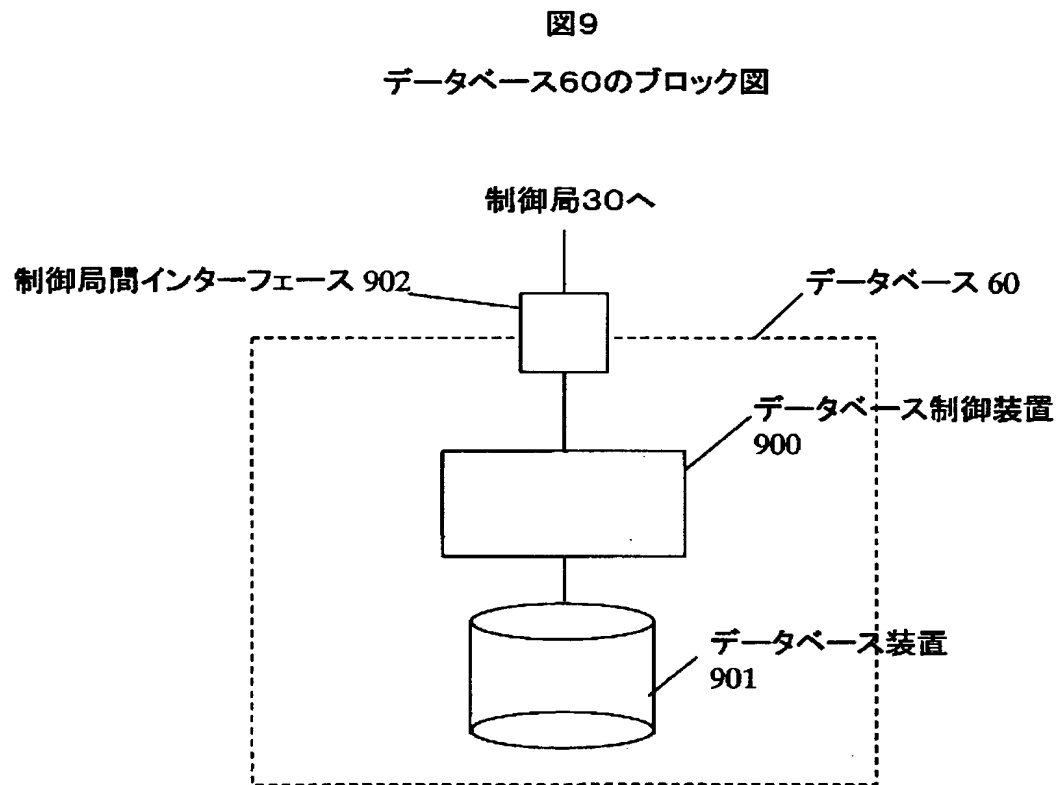 図9
データベース60のブロック図
制御局30へ
制御局間インターフェース 902
データベース 60
データベース制御装置
900
データベース装置
901